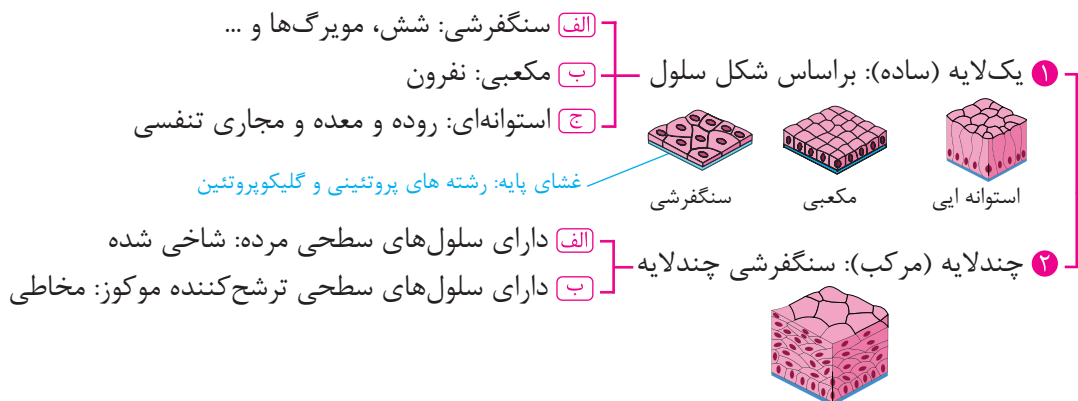 ۱ یک‌لایه (ساده): براساس شکل سلول
الف سنگفرشی: شش، مویرگ‌ها و ...
ب مکعبی: نفرون
ج استوانه‌ای: روده و معده و مجاری تنفسی
استوانه ایی
مکعبی
سنگفرشی
غشای پایه: رشته های پروتئینی و گلیکوپروتئین
۲ چندلایه (مرکب): سنگفرشی چندلایه
الف دارای سلول‌های سطحی مرده: شاخی شده
ب دارای سلول‌های سطحی ترشح‌کننده موکوز: مخاطی